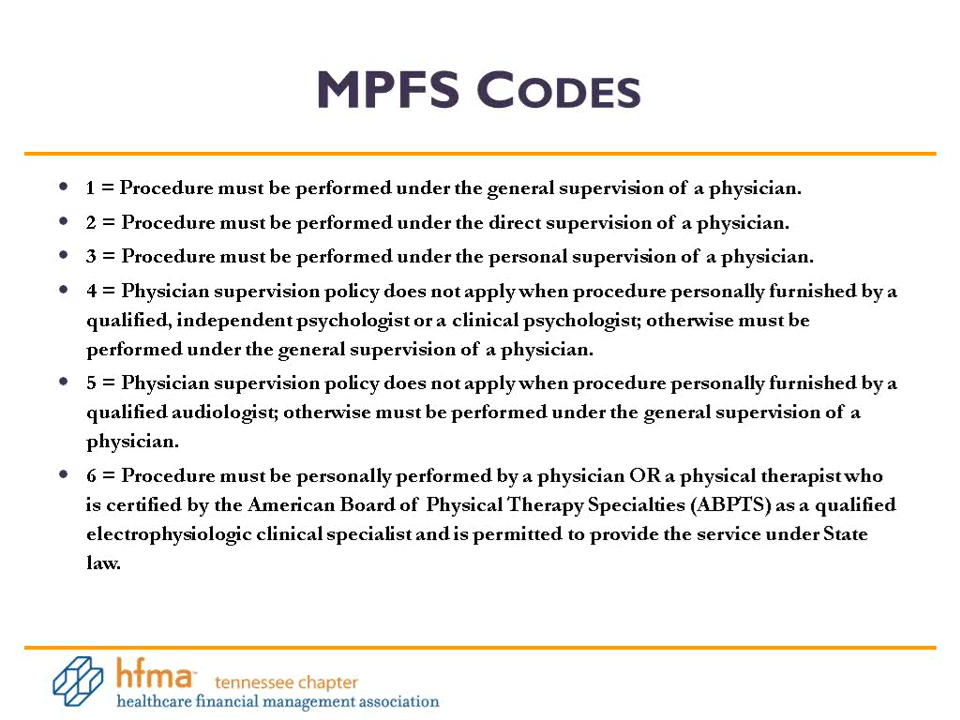 MPFS CODES
• 1 = Procedure must be performed under the general supervision of a physician.
• 2 = Procedure must be performed under the direct supervision of a physician.
• 3 = Procedure must be performed under the personal supervision of a physician.
• 4 = Physician supervision policy does not apply when procedure personally furnished by a
qualified, independent psychologist or a clinical psychologist; otherwise must be
performed under the general supervision of a physician.
• 5 = Physician supervision policy does not apply when procedure personally furnished by a
qualified audiologist; otherwise must be performed under the general supervision of a
physician.
• 6 = Procedure must be personally performed by a physician OR a physical therapist who
is certified by the American Board of Physical Therapy Specialties (ABPTS) as a qualified
electrophysiologic clinical specialist and is permitted to provide the service under State
law.
hfma™ tennessee chapter
healthcare financial management association